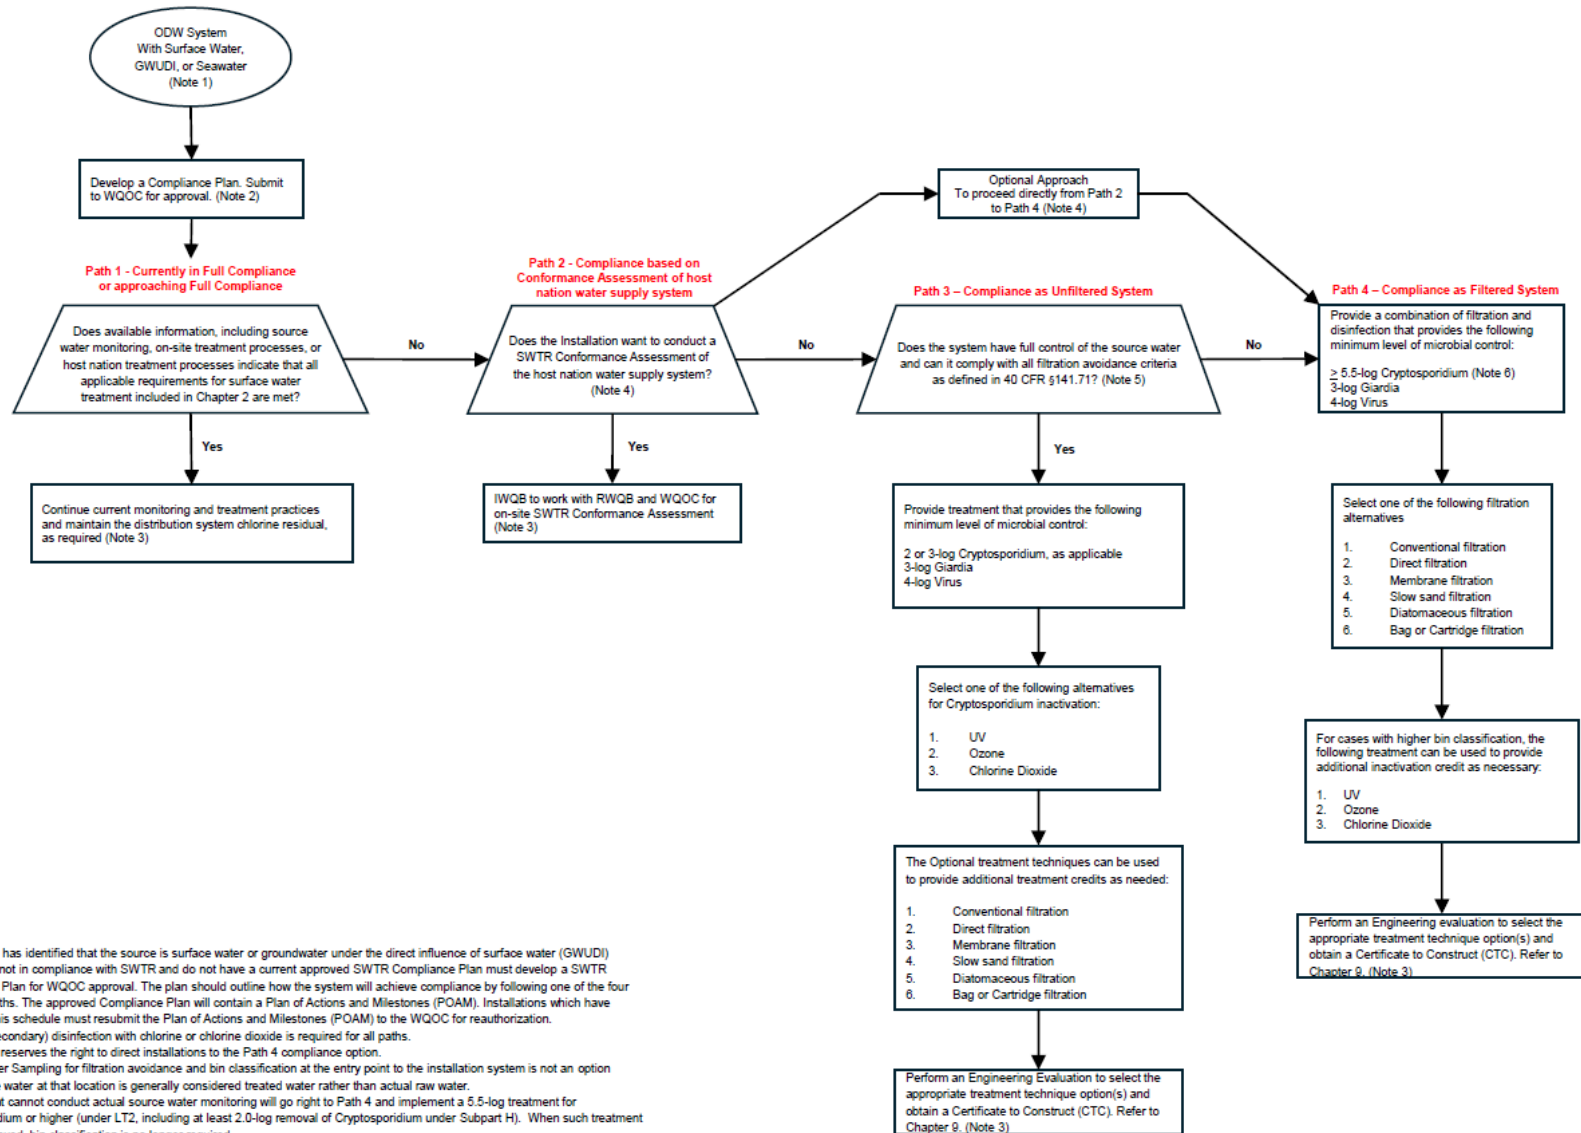 ODW System
With Surface Water,
GWUDI, or Seawater
(Note 1)
Develop a Compliance Plan. Submit
to WQOC for approval. (Note 2)
Optional Approach
To proceed directly from Path 2
to Path 4 (Note 4)
Path 1 - Currently in Full Compliance
or approaching Full Compliance
Does available information, including source
water monitoring, on-site treatment processes, or
host nation treatment processes indicate that all
applicable requirements for surface water
treatment included in Chapter 2 are met?
No
Yes
Continue current monitoring and treatment practices
and maintain the distribution system chlorine residual,
as required (Note 3)
Path 2 - Compliance based on
Conformance Assessment of host
nation water supply system
Does the Installation want to conduct a
SWTR Conformance Assessment of
the host nation water supply system?
(Note 4)
No
Yes
IWQB to work with RWQB and WQOC for
on-site SWTR Conformance Assessment
(Note 3)
Path 3 – Compliance as Unfiltered System
Does the system have full control of the source water
and can it comply with all filtration avoidance criteria
as defined in 40 CFR §141.71? (Note 5)
No
Yes
Provide treatment that provides the following
minimum level of microbial control:
2 or 3-log Cryptosporidium, as applicable
3-log Giardia
4-log Virus
Select one of the following alternatives
for Cryptosporidium inactivation:
1. UV
2. Ozone
3. Chlorine Dioxide
The Optional treatment techniques can be used
to provide additional treatment credits as needed:
1. Conventional filtration
2. Direct filtration
3. Membrane filtration
4. Slow sand filtration
5. Diatomaceous filtration
6. Bag or Cartridge filtration
Perform an Engineering Evaluation to select the
appropriate treatment technique option(s) and
obtain a Certificate to Construct (CTC). Refer to
Chapter 9. (Note 3)
Path 4 – Compliance as Filtered System
Provide a combination of filtration and
disinfection that provides the following
minimum level of microbial control:
≥ 5.5-log Cryptosporidium (Note 6)
3-log Giardia
4-log Virus
Select one of the following filtration
alternatives
1. Conventional filtration
2. Direct filtration
3. Membrane filtration
4. Slow sand filtration
5. Diatomaceous filtration
6. Bag or Cartridge filtration
For cases with higher bin classification, the
following treatment can be used to provide
additional inactivation credit as necessary:
1. UV
2. Ozone
3. Chlorine Dioxide
Perform an Engineering evaluation to select the
appropriate treatment technique option(s) and
obtain a Certificate to Construct (CTC). Refer to
Chapter 9. (Note 3)
has identified that the source is surface water or groundwater under the direct influence of surface water (GWUDI)
not in compliance with SWTR and do not have a current approved SWTR Compliance Plan must develop a SWTR
Plan for WQOC approval. The plan should outline how the system will achieve compliance by following one of the four
ths. The approved Compliance Plan will contain a Plan of Actions and Milestones (POAM). Installations which have
is schedule must resubmit the Plan of Actions and Milestones (POAM) to the WQOC for reauthorization.
econdary) disinfection with chlorine or chlorine dioxide is required for all paths.
reserves the right to direct installations to the Path 4 compliance option.
er Sampling for filtration avoidance and bin classification at the entry point to the installation system is not an option
water at that location is generally considered treated water rather than actual raw water.
t cannot conduct actual source water monitoring will go right to Path 4 and implement a 5.5-log treatment for
dium or higher (under LT2, including at least 2.0-log removal of Cryptosporidium under Subpart H). When such treatment